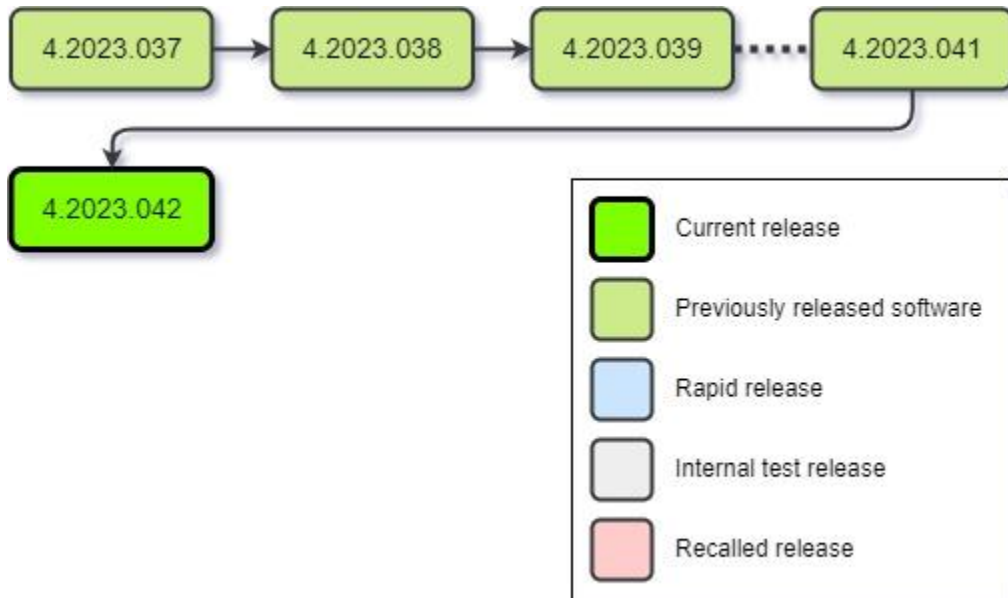 4.2023.037
4.2023.038
4.2023.039
4.2023.041
4.2023.042
Current release
Previously released software
Rapid release
Internal test release
Recalled release